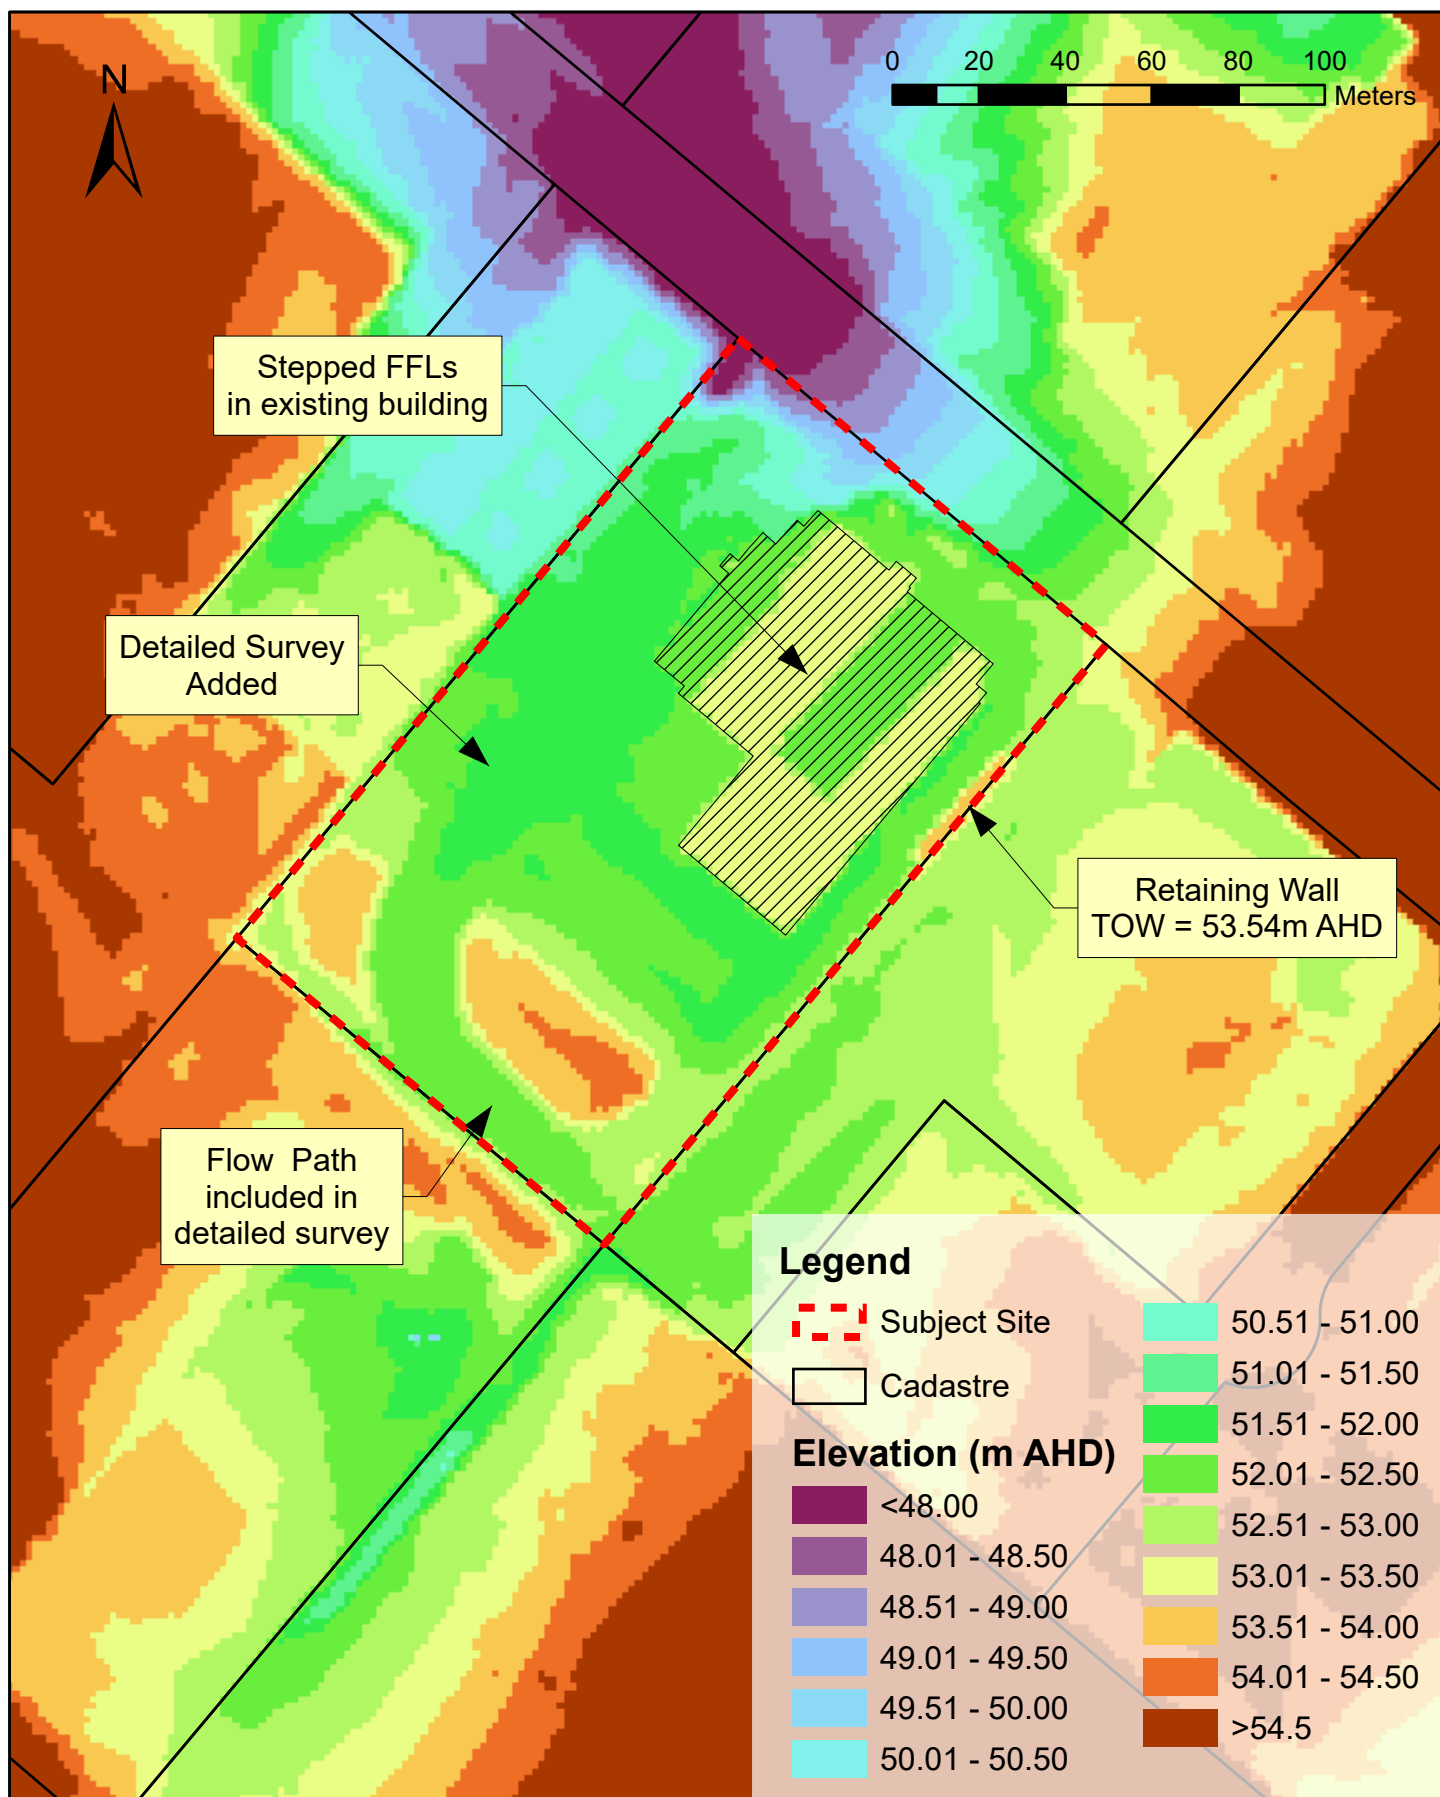 N
0 20 40 60 80 100
Meters
Stepped FFLs
in existing building
Detailed Survey
Added
Retaining Wall
TOW = 53.54m AHD
Flow Path
included in
detailed survey
Legend
Subject Site
Cadastre
Elevation (m AHD)
<48.00
48.01 - 48.50
48.51 - 49.00
49.01 - 49.50
49.51 - 50.00
50.01 - 50.50
50.51 - 51.00
51.01 - 51.50
51.51 - 52.00
52.01 - 52.50
52.51 - 53.00
53.01 - 53.50
53.51 - 54.00
54.01 - 54.50
>54.5